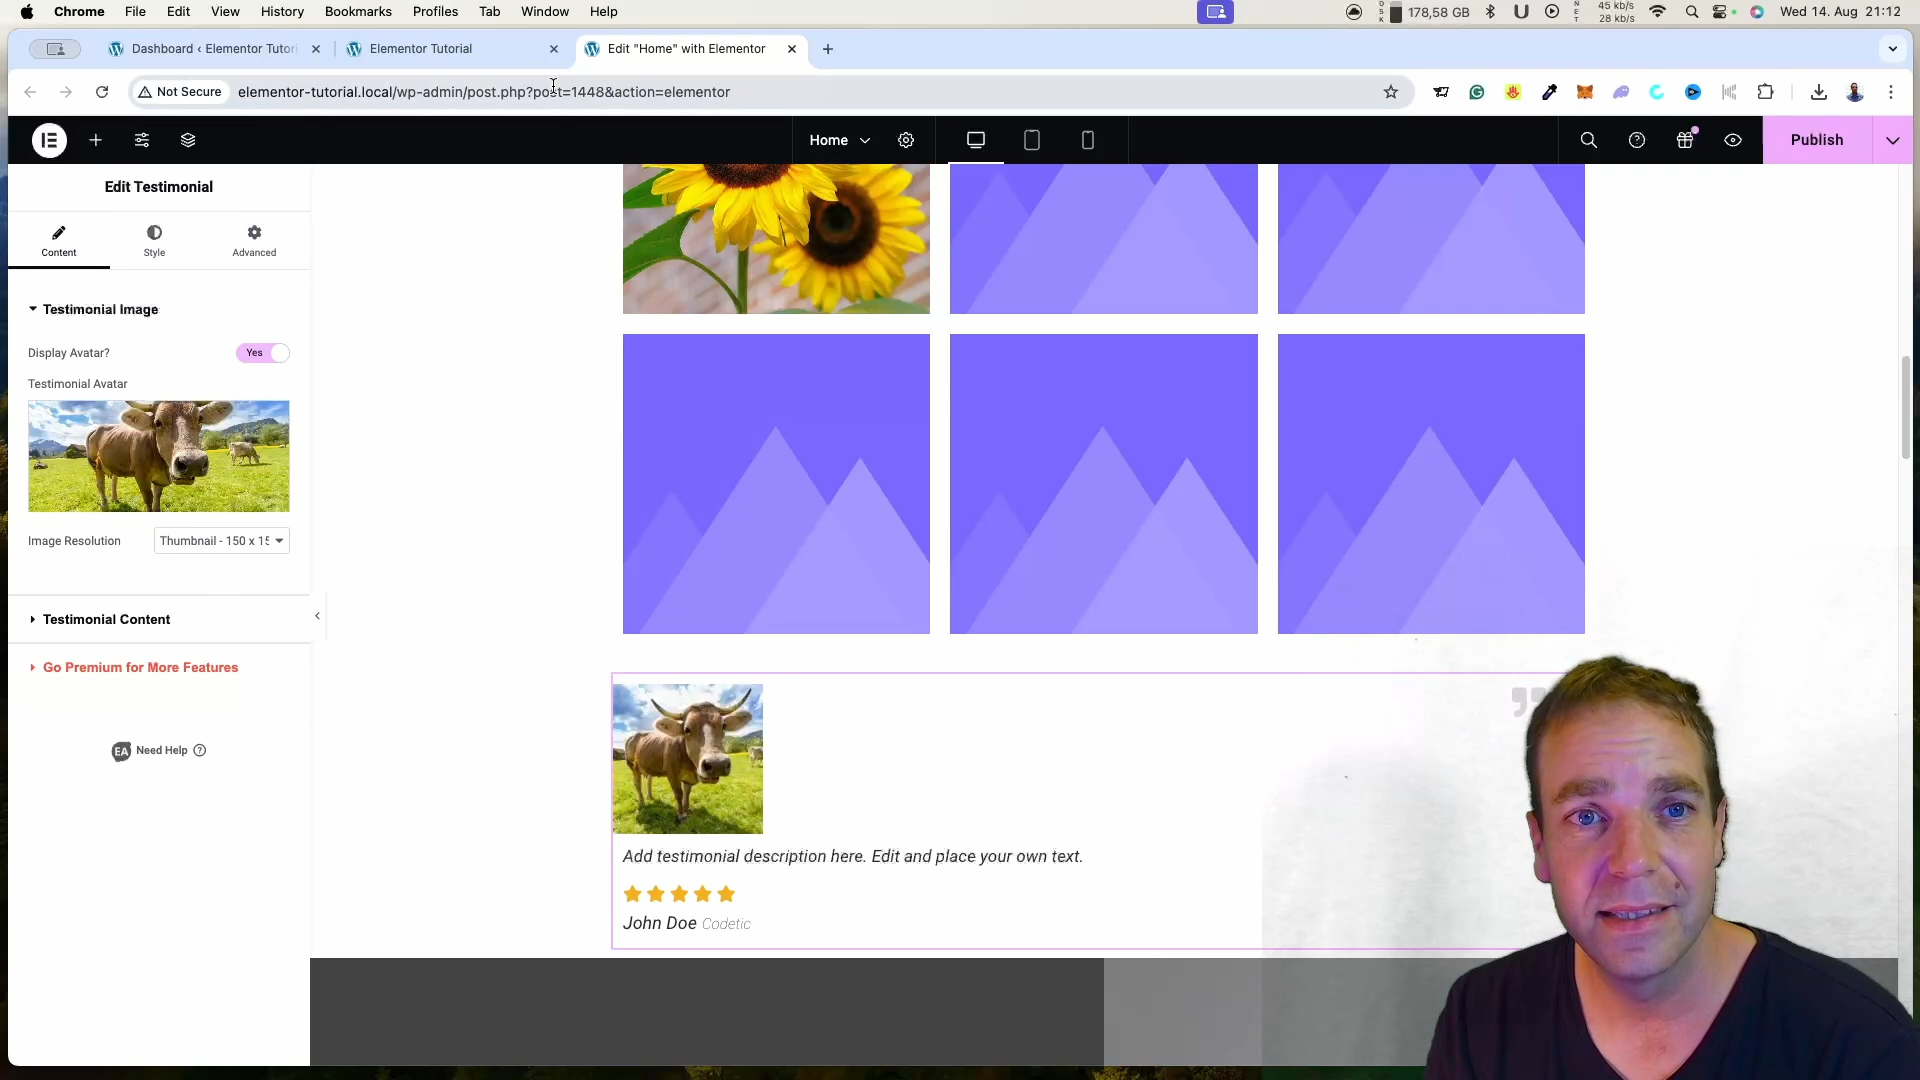 Chrome File Edit View History Bookmarks Profiles Tab Window Help 178,58 GB 45 kb/s 28 kb/s Wed 14. Aug 21:12
Dashboard ‹ Elementor Tutori
Elementor Tutorial
Edit "Home" with Elementor
Not Secure elementor-tutorial.local/wp-admin/post.php?post=1448&action=elementor
Home
Publish
Edit Testimonial
Content Style Advanced
Testimonial Image
Display Avatar? Yes
Testimonial Avatar
Image Resolution Thumbnail - 150 x 15
Testimonial Content
Go Premium for More Features
EA Need Help
Add testimonial description here. Edit and place your own text.
John Doe Codetic